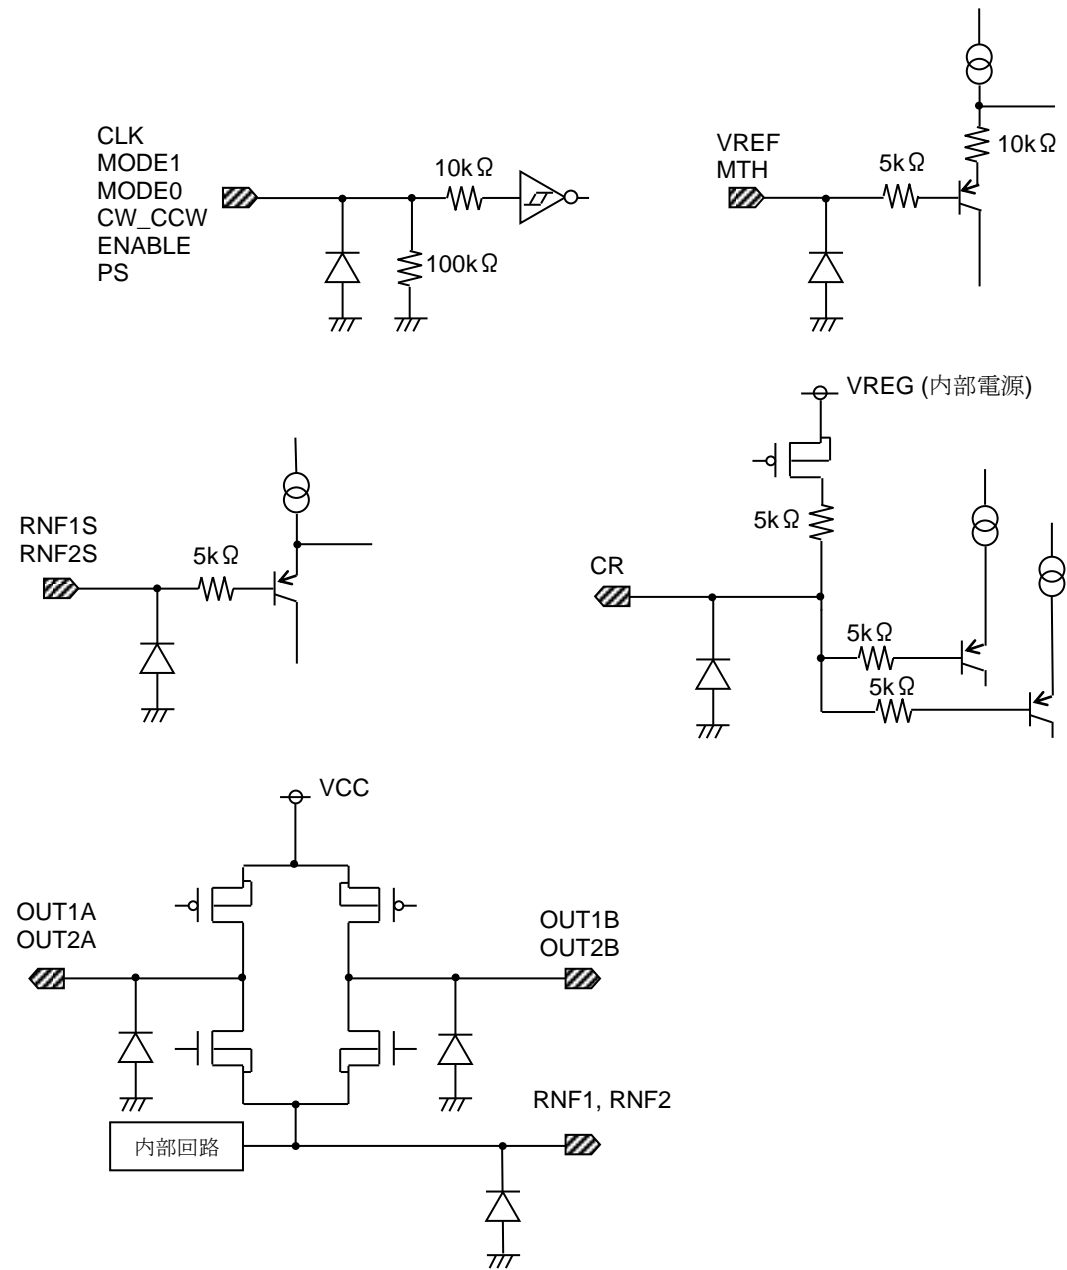 CLK
MODE1
MODE0
CW_CCW
ENABLE
PS
10kΩ
100kΩ
VREF
MTH
5kΩ
10kΩ
RNF1S
RNF2S
5kΩ
VREG (内部電源)
5kΩ
CR
5kΩ
5kΩ
VCC
OUT1A
OUT2A
OUT1B
OUT2B
RNF1, RNF2
内部回路